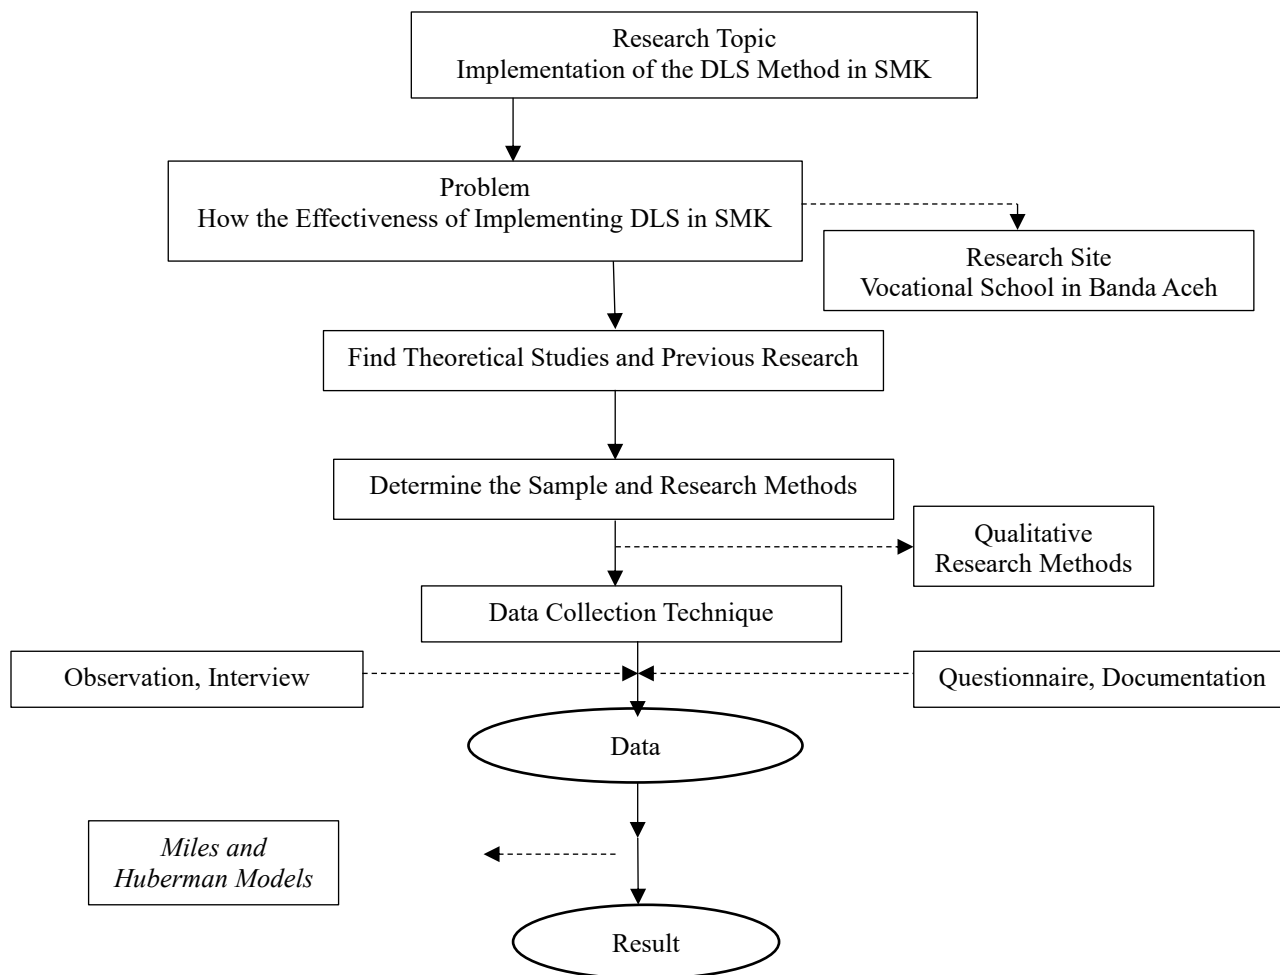 Research Topic
Implementation of the DLS Method in SMK
Problem
How the Effectiveness of Implementing DLS in SMK
Research Site
Vocational School in Banda Aceh
Find Theoretical Studies and Previous Research
Determine the Sample and Research Methods
Qualitative
Research Methods
Data Collection Technique
Observation, Interview
Questionnaire, Documentation
Data
Miles and
Huberman Models
Result